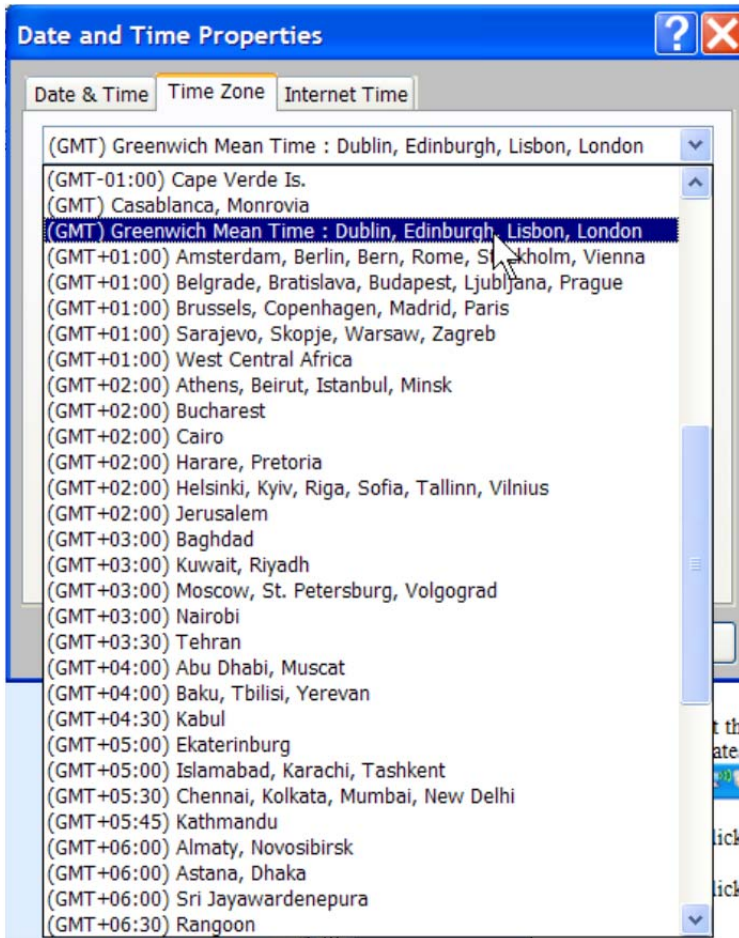 Date and Time Properties
Date & Time Time Zone Internet Time
(GMT) Greenwich Mean Time : Dublin, Edinburgh, Lisbon, London
(GMT-01:00) Cape Verde Is.
(GMT) Casablanca, Monrovia
(GMT) Greenwich Mean Time : Dublin, Edinburgh, Lisbon, London
(GMT+01:00) Amsterdam, Berlin, Bern, Rome, Stockholm, Vienna
(GMT+01:00) Belgrade, Bratislava, Budapest, Ljubljana, Prague
(GMT+01:00) Brussels, Copenhagen, Madrid, Paris
(GMT+01:00) Sarajevo, Skopje, Warsaw, Zagreb
(GMT+01:00) West Central Africa
(GMT+02:00) Athens, Beirut, Istanbul, Minsk
(GMT+02:00) Bucharest
(GMT+02:00) Cairo
(GMT+02:00) Harare, Pretoria
(GMT+02:00) Helsinki, Kyiv, Riga, Sofia, Tallinn, Vilnius
(GMT+02:00) Jerusalem
(GMT+03:00) Baghdad
(GMT+03:00) Kuwait, Riyadh
(GMT+03:00) Moscow, St. Petersburg, Volgograd
(GMT+03:00) Nairobi
(GMT+03:30) Tehran
(GMT+04:00) Abu Dhabi, Muscat
(GMT+04:00) Baku, Tbilisi, Yerevan
(GMT+04:30) Kabul
(GMT+05:00) Ekaterinburg
(GMT+05:00) Islamabad, Karachi, Tashkent
(GMT+05:30) Chennai, Kolkata, Mumbai, New Delhi
(GMT+05:45) Kathmandu
(GMT+06:00) Almaty, Novosibirsk
(GMT+06:00) Astana, Dhaka
(GMT+06:00) Sri Jayawardenepura
(GMT+06:30) Rangoon